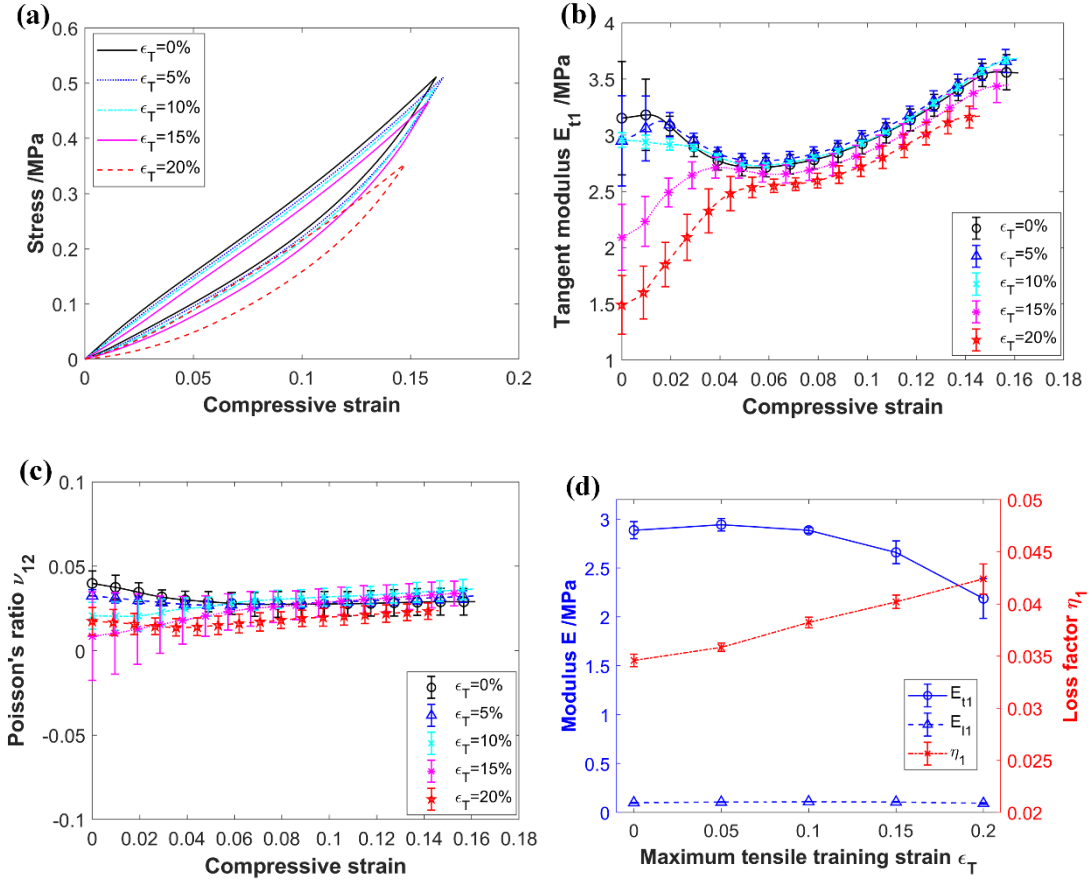 (a)
0.6
0.5
0.4
0.3
0.2
0.1
0
Stress /MPa
ϵT=0%
ϵT=5%
ϵT=10%
ϵT=15%
ϵT=20%
0 0.05 0.1 0.15 0.2
Compressive strain
(b)
4
3.5
3
2.5
2
1.5
1
Tangent modulus Et1 /MPa
ϵT=0%
ϵT=5%
ϵT=10%
ϵT=15%
ϵT=20%
0 0.02 0.04 0.06 0.08 0.1 0.12 0.14 0.16 0.18
Compressive strain
(c)
0.1
0.05
0
-0.05
-0.1
Poisson's ratio ν12
ϵT=0%
ϵT=5%
ϵT=10%
ϵT=15%
ϵT=20%
0 0.02 0.04 0.06 0.08 0.1 0.12 0.14 0.16 0.18
Compressive strain
(d)
3
2.5
2
1.5
1
0.5
0
Modulus E /MPa
Et1
El1
η1
0.05
0.045
0.04
0.035
0.03
0.025
0.02
Loss factor η1
0 0.05 0.1 0.15 0.2
Maximum tensile training strain ϵT